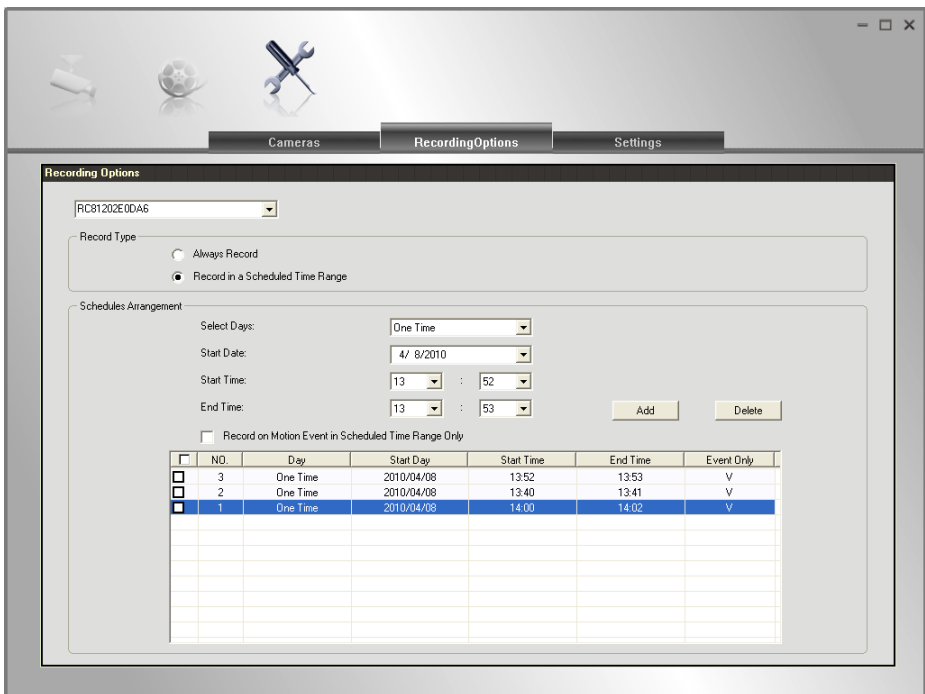 Cameras RecordingOptions Settings
Recording Options
RC81202E0DA6
Record Type
Always Record
Record in a Scheduled Time Range
Schedules Arrangement
Select Days: One Time
Start Date: 4/ 8/2010
Start Time: 13 : 52
End Time: 13 : 53 Add Delete
Record on Motion Event in Scheduled Time Range Only
NO. Day Start Day Start Time End Time Event Only
3 One Time 2010/04/08 13:52 13:53 V
2 One Time 2010/04/08 13:40 13:41 V
1 One Time 2010/04/08 14:00 14:02 V